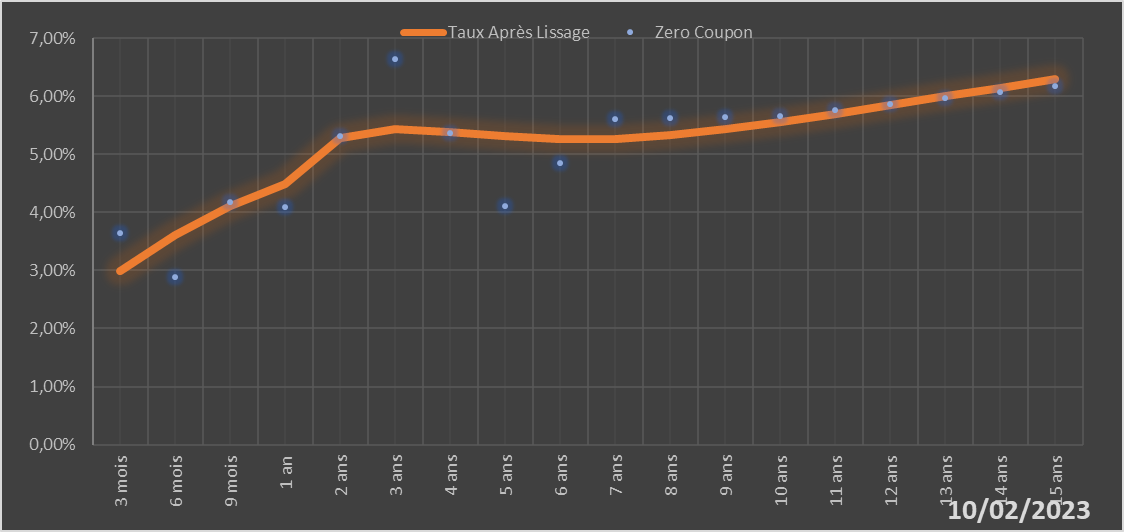 Taux Après Lissage
Zero Coupon
7,00%
6,00%
5,00%
4,00%
3,00%
2,00%
1,00%
0,00%
3 mois
6 mois
9 mois
1 an
2 ans
3 ans
4 ans
5 ans
6 ans
7 ans
8 ans
9 ans
10 ans
11 ans
12 ans
13 ans
14 ans
15 ans
10/02/2023